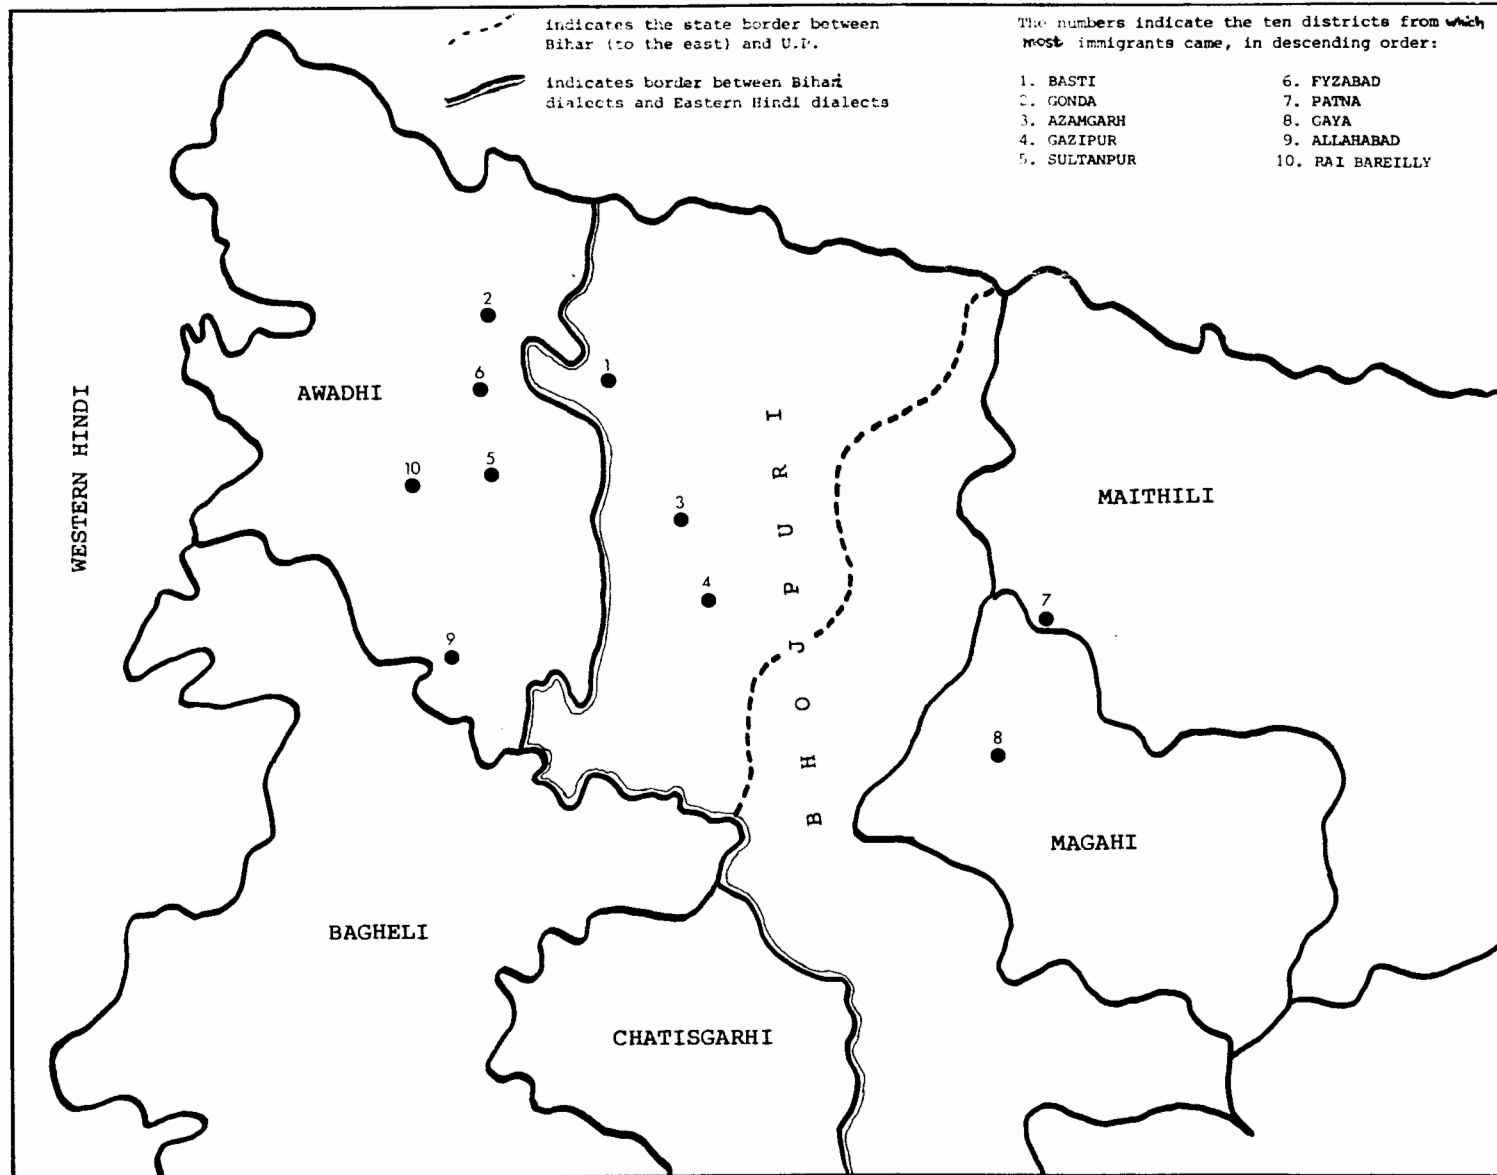 indicates the state border between
Bihar (to the east) and U.P.
indicates border between Bihari
dialects and Eastern Hindi dialects
The numbers indicate the ten districts from which
most immigrants came, in descending order:
1. BASTI
2. GONDA
3. AZAMGARH
4. GAZIPUR
5. SULTANPUR
6. FYZABAD
7. PATNA
8. GAYA
9. ALLAHABAD
10. RAI BAREILLY
2
1
6
AWADHI
WESTERN HINDI
10
5
3
4
9
BHOJPURI
MAITHILI
7
8
MAGAHI
BAGHELI
CHATISGARHI